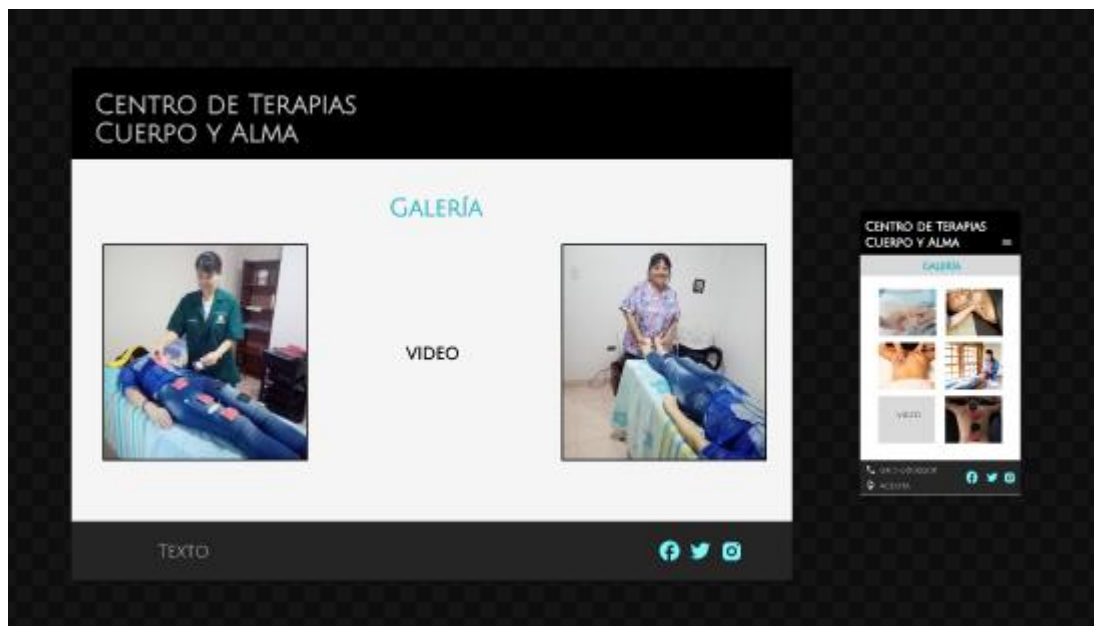 Centro de Terapias
Cuerpo y Alma
Galería
VIDEO
Texto
Centro de Terapias
Cuerpo y Alma
Galería
VIDEO